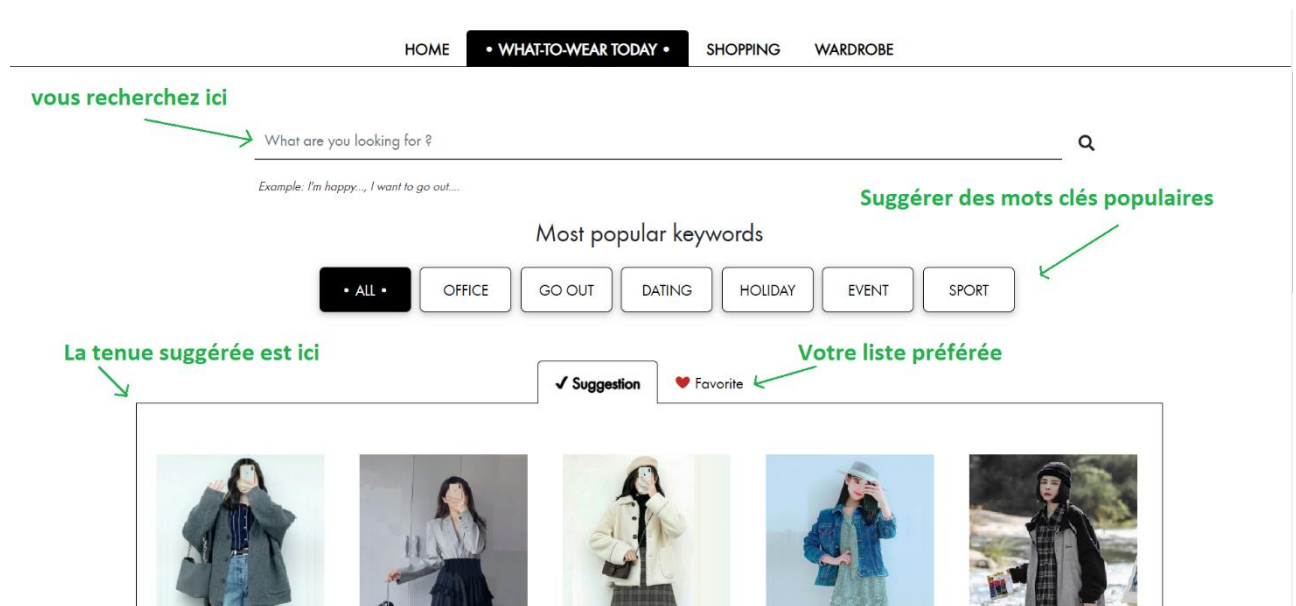 HOME • WHAT-TO-WEAR TODAY • SHOPPING WARDROBE
vous recherchez ici
What are you looking for ?
Example: I'm happy..., I want to go out....
Suggérer des mots clés populaires
Most popular keywords
• ALL • OFFICE GO OUT DATING HOLIDAY EVENT SPORT
La tenue suggérée est ici
Votre liste préférée
✓ Suggestion ♥ Favorite